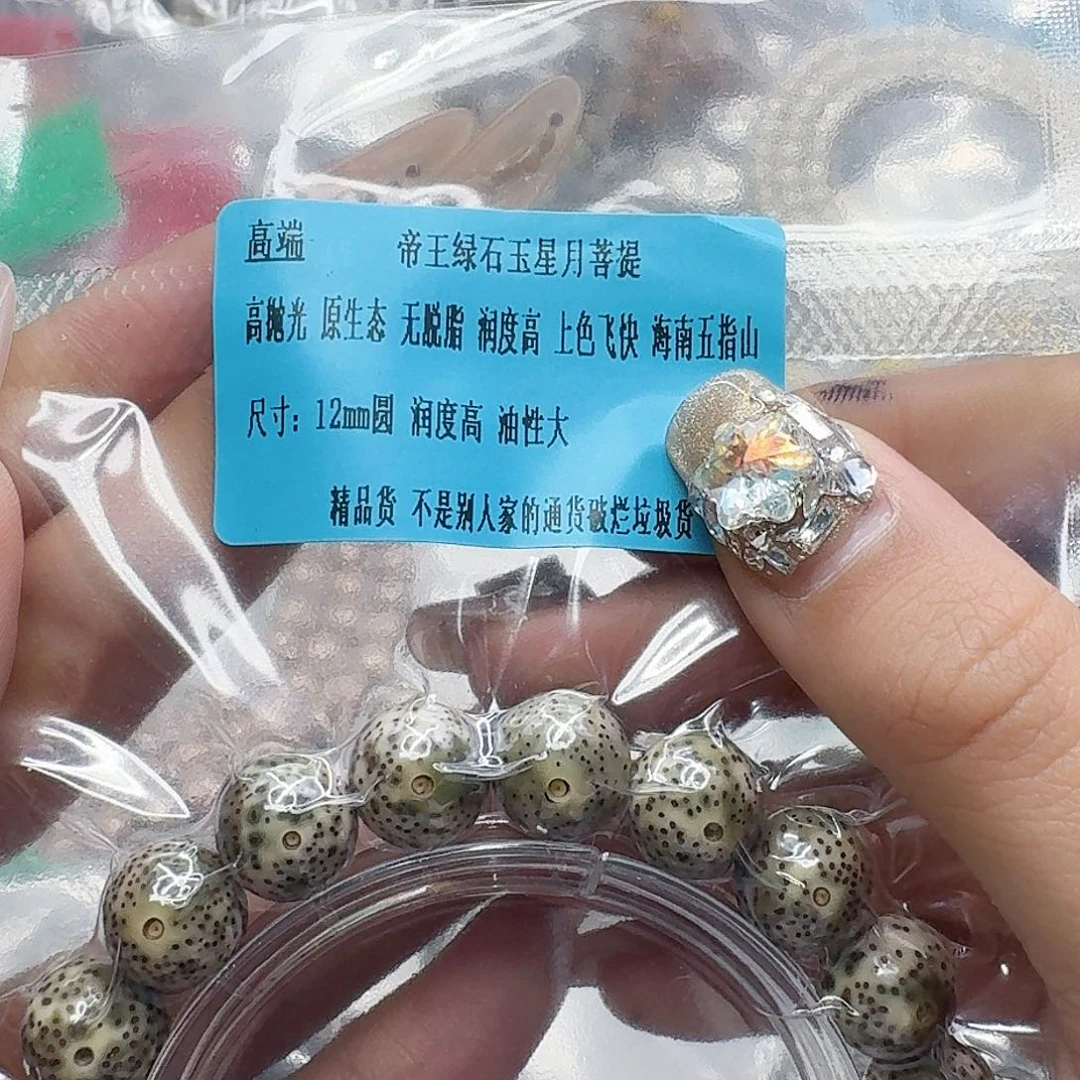 高端 帝王绿石玉星月菩提
高抛光 原生态 无脱脂 润度高 上色飞快 海南五指山
尺寸：12mm圆 润度高 油性大
精品货 不是别人家的通货破烂垃圾货